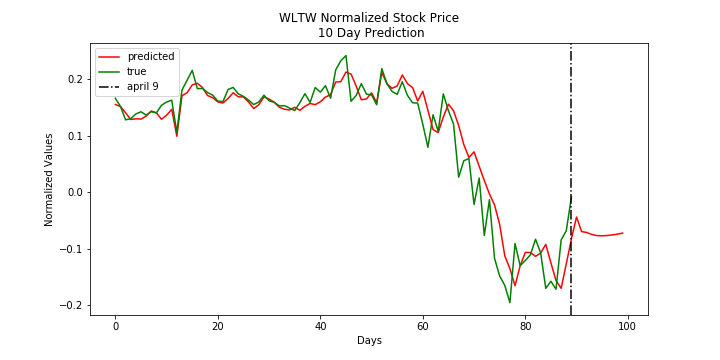 WLTW Normalized Stock Price
10 Day Prediction
predicted
true
april 9
Normalized Values
0.2
0.1
0.0
−0.1
−0.2
0
20
40
60
80
100
Days